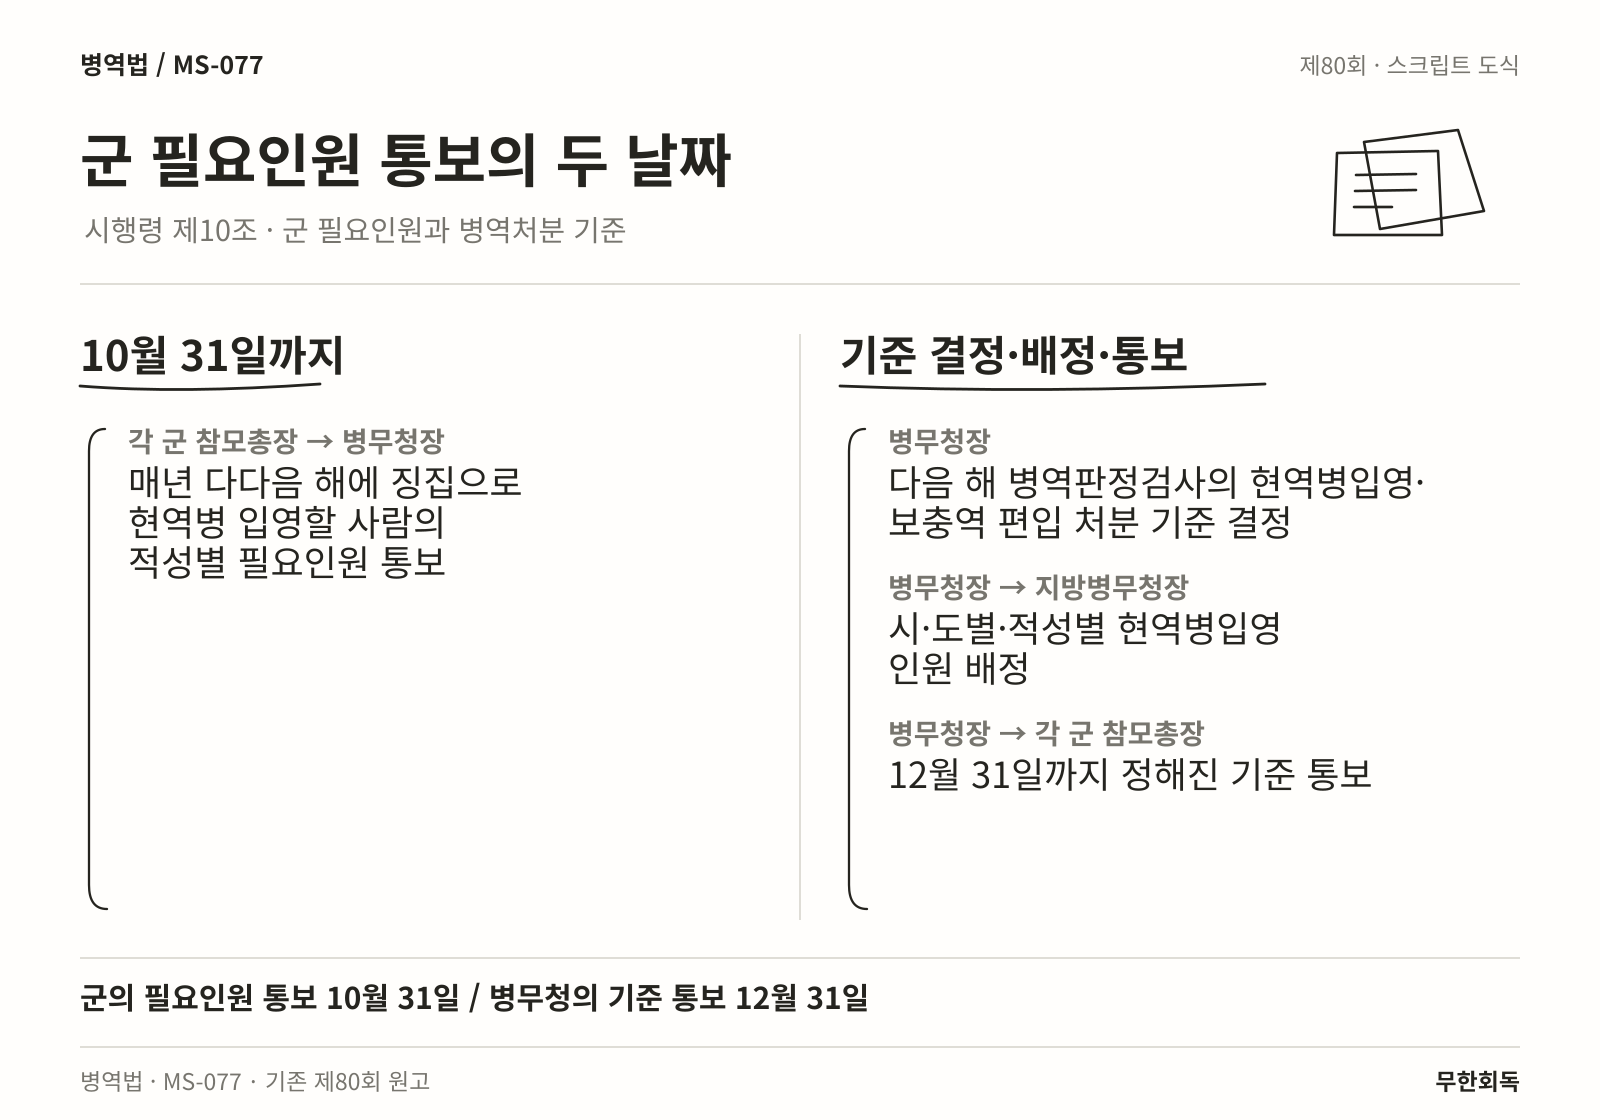 병역법 / MS-077
제80회 · 스크립트 도식
군 필요인원 통보의 두 날짜
시행령 제10조 · 군 필요인원과 병역처분 기준
10월 31일까지
각 군 참모총장 → 병무청장
매년 다다음 해에 징집으로
현역병 입영할 사람의
적성별 필요인원 통보
기준 결정·배정·통보
병무청장
다음 해 병역판정검사의 현역병입영·
보충역 편입 처분 기준 결정
병무청장 → 지방병무청장
시·도별·적성별 현역병입영
인원 배정
병무청장 → 각 군 참모총장
12월 31일까지 정해진 기준 통보
군의 필요인원 통보 10월 31일 / 병무청의 기준 통보 12월 31일
병역법 · MS-077 · 기존 제80회 원고
무한회독